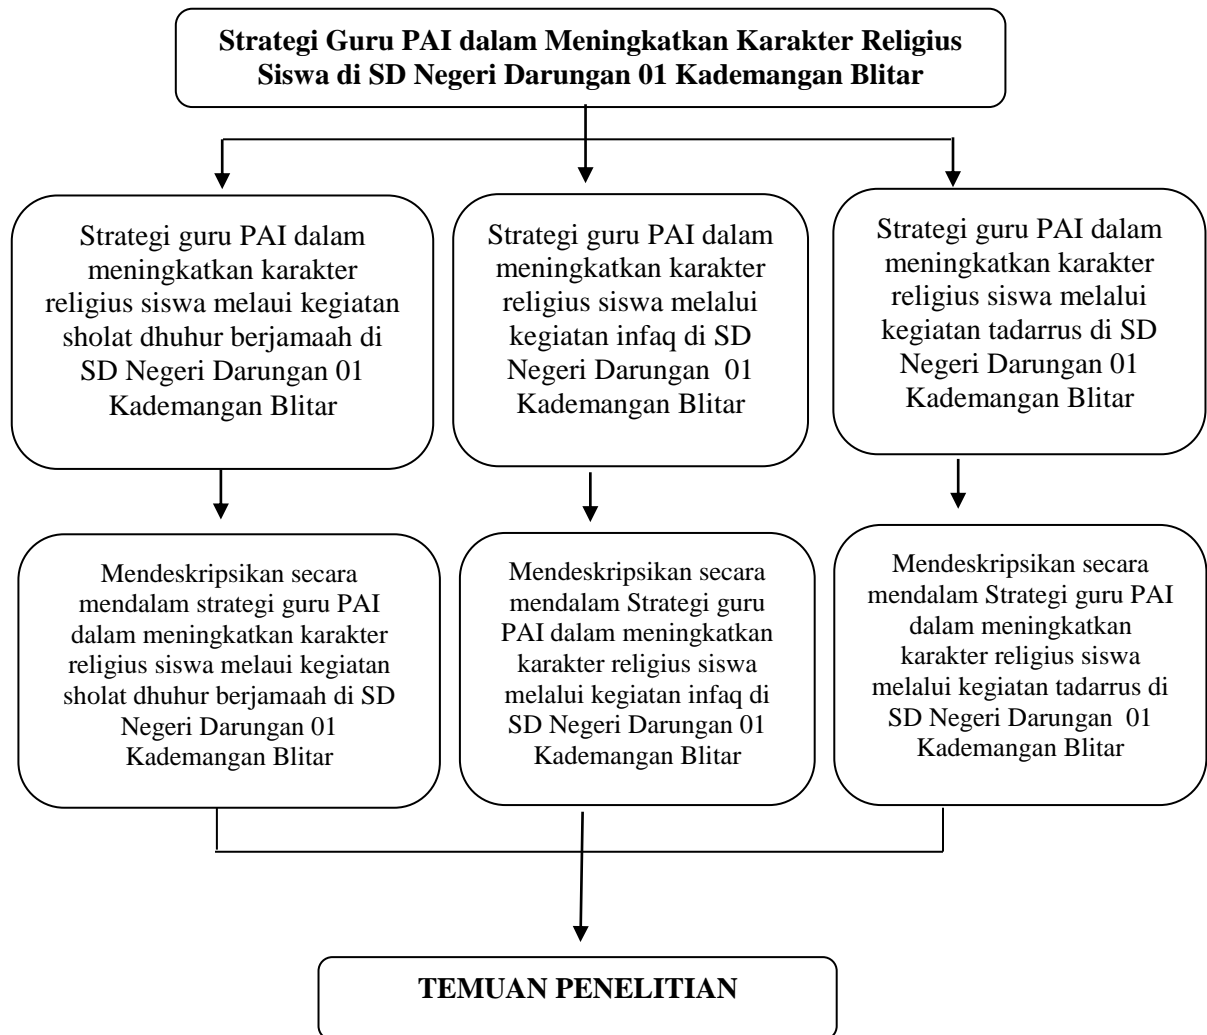 Strategi Guru PAI dalam Meningkatkan Karakter Religius
Siswa di SD Negeri Darungan 01 Kademangan Blitar
Strategi guru PAI dalam
meningkatkan karakter
religius siswa melaui kegiatan
sholat dhuhur berjamaah di
SD Negeri Darungan 01
Kademangan Blitar
Strategi guru PAI dalam
meningkatkan karakter
religius siswa melalui
kegiatan infaq di SD
Negeri Darungan  01
Kademangan Blitar
Strategi guru PAI dalam
meningkatkan karakter
religius siswa melalui
kegiatan tadarrus di SD
Negeri Darungan 01
Kademangan Blitar
Mendeskripsikan secara
mendalam strategi guru PAI
dalam meningkatkan karakter
religius siswa melaui kegiatan
sholat dhuhur berjamaah di SD
Negeri Darungan 01
Kademangan Blitar
Mendeskripsikan secara
mendalam Strategi guru
PAI dalam meningkatkan
karakter religius siswa
melalui kegiatan infaq di
SD Negeri Darungan  01
Kademangan Blitar
Mendeskripsikan secara
mendalam Strategi guru PAI
dalam meningkatkan
karakter religius siswa
melalui kegiatan tadarrus di
SD Negeri Darungan  01
Kademangan Blitar
TEMUAN PENELITIAN